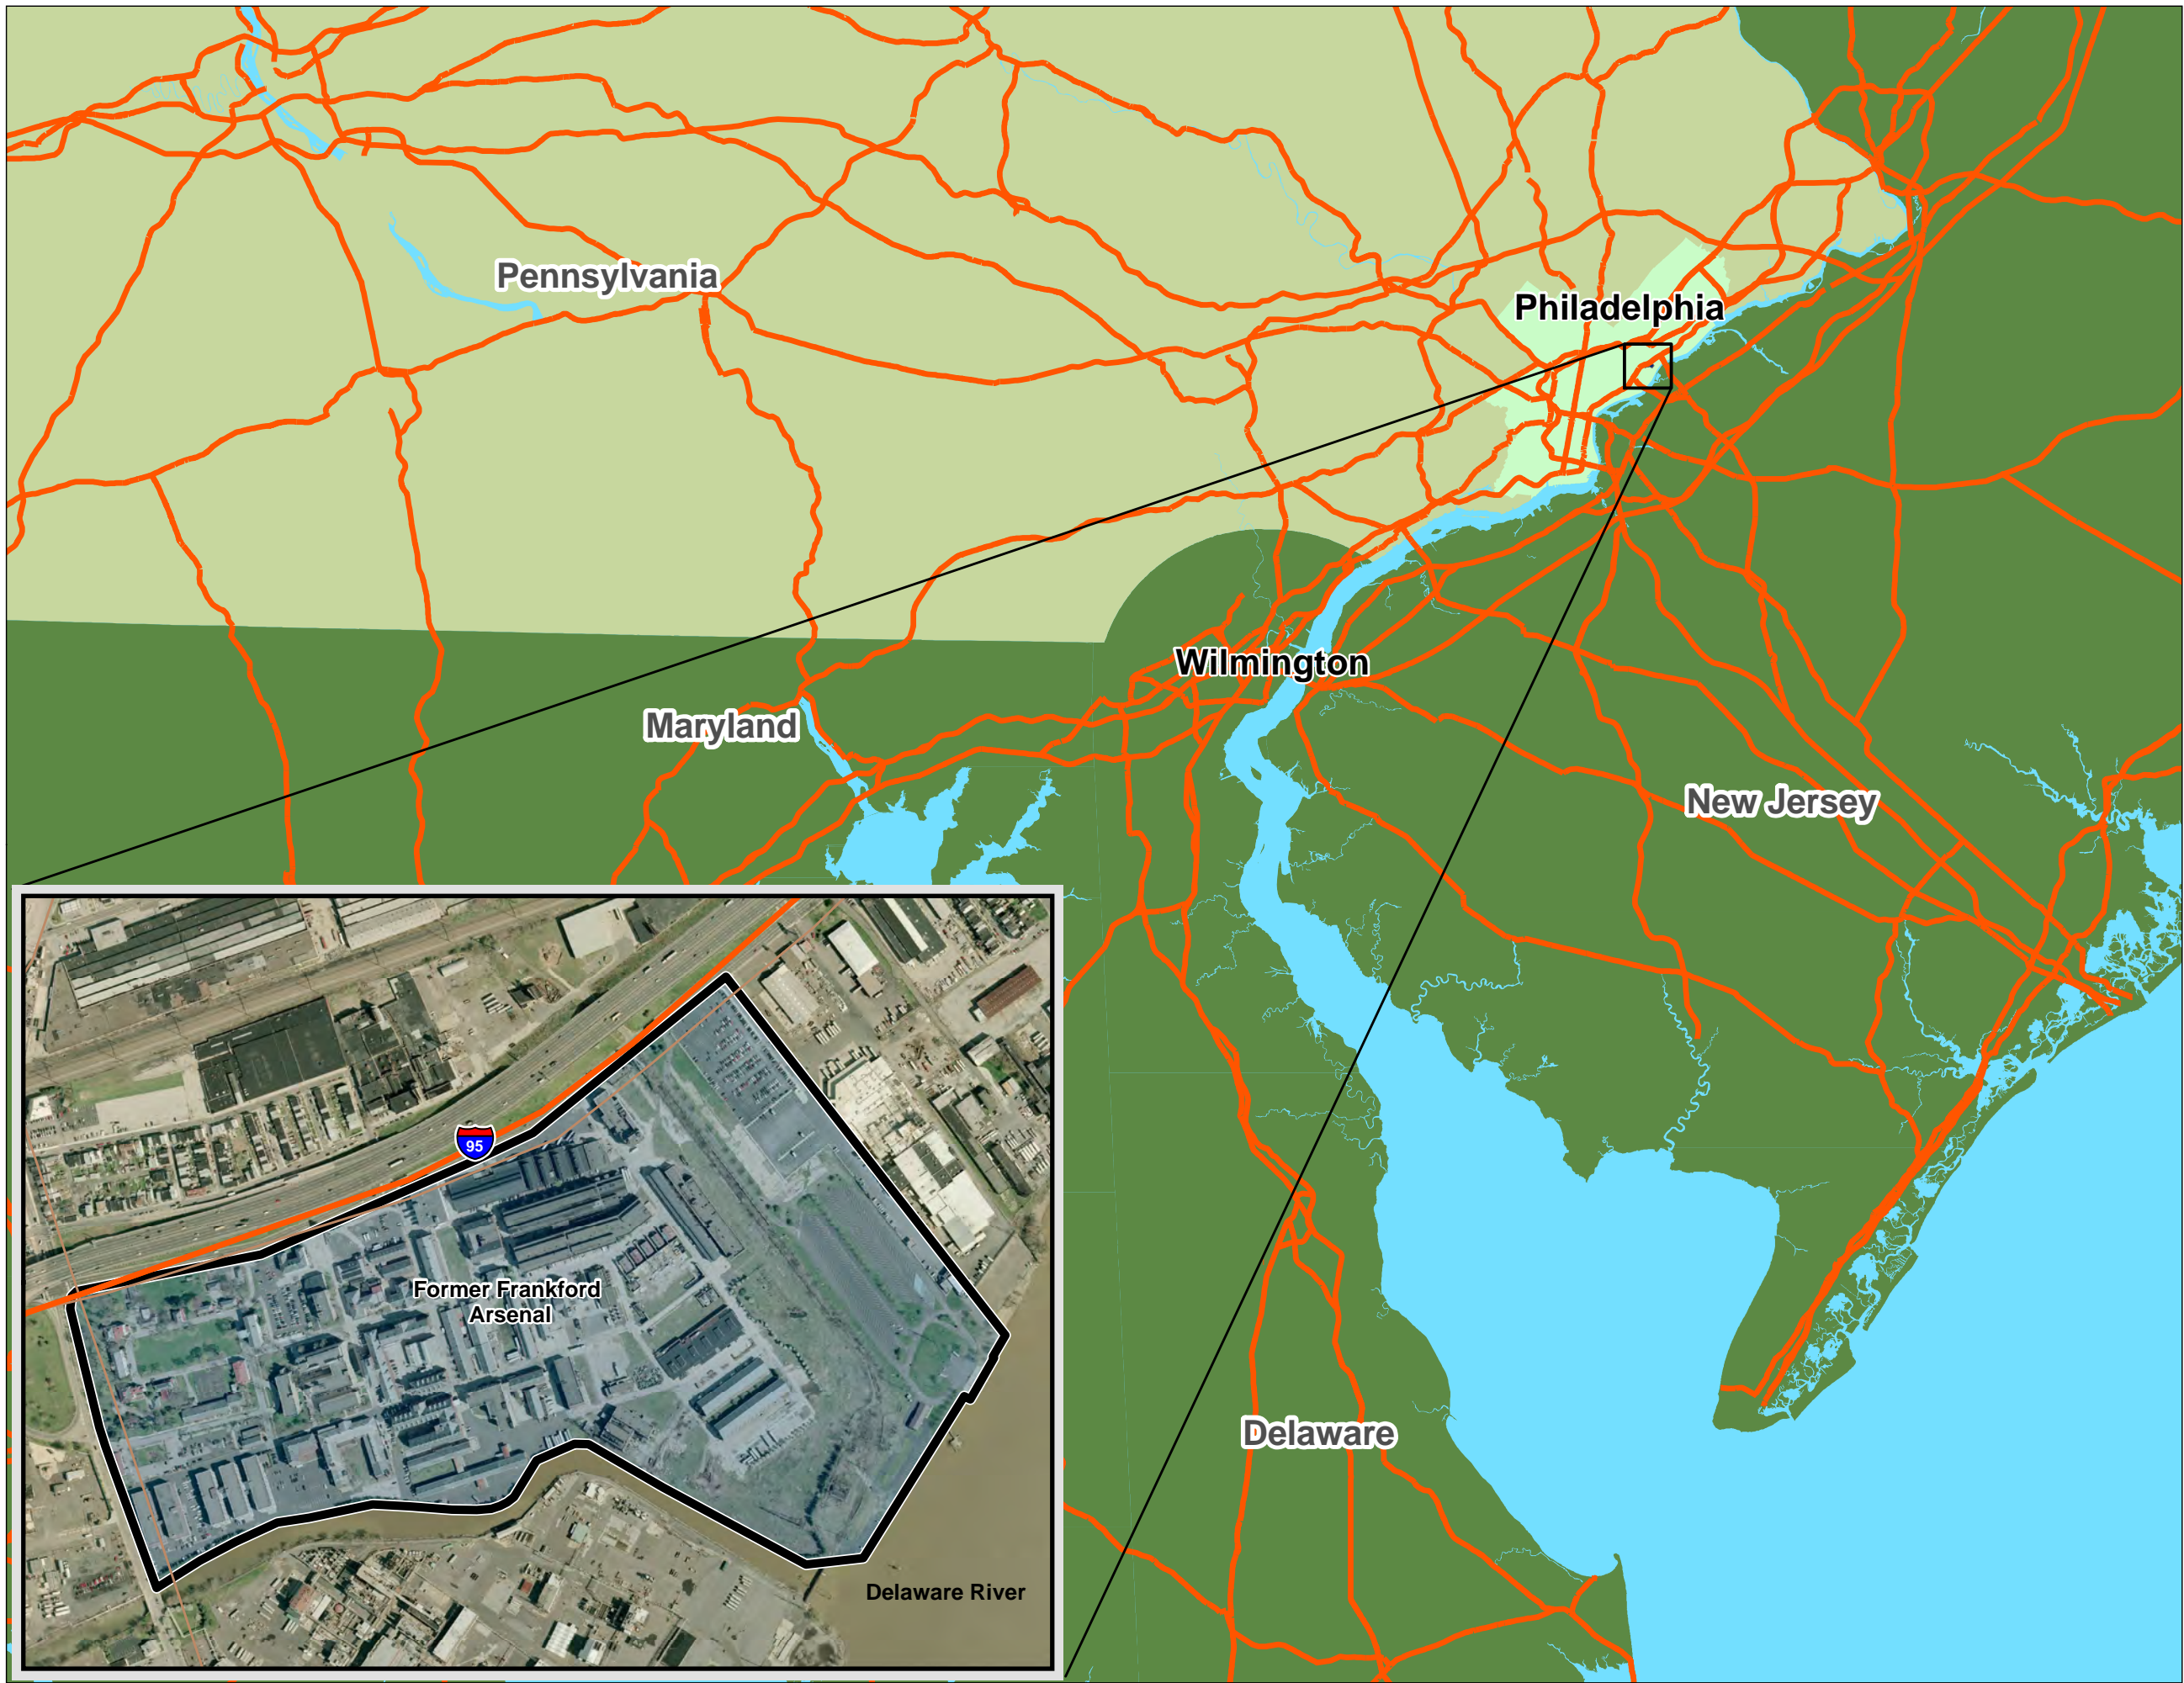 Pennsylvania
Philadelphia
Wilmington
Maryland
New Jersey
95
Former Frankford
Arsenal
Delaware
Delaware River